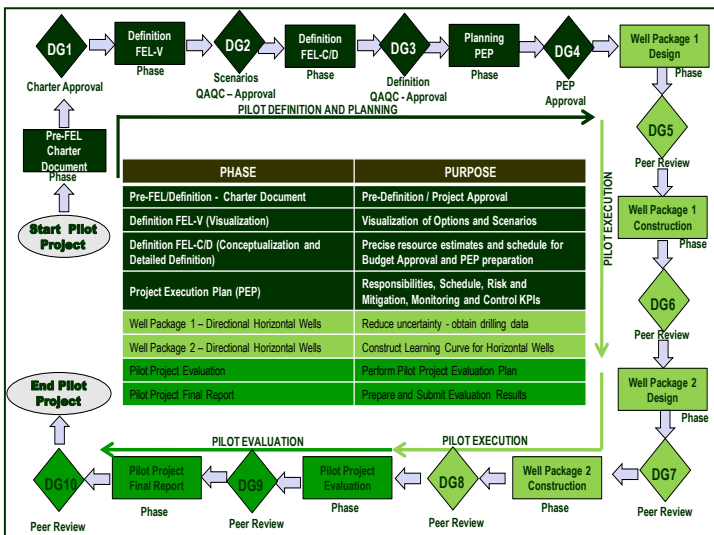 DG1
Charter Approval
Definition
FEL-V
Phase
DG2
Scenarios
QAQC – Approval
Definition
FEL-C/D
Phase
DG3
Definition
QAQC - Approval
Planning
PEP
Phase
DG4
PEP
Approval
Well Package 1
Design
Phase
PILOT DEFINITION AND PLANNING
Pre-FEL
Charter
Document
Phase
Start Pilot
Project
DG5
Peer Review
PILOT EXECUTION
PHASE
PURPOSE
Pre-FEL/Definition - Charter Document
Pre-Definition / Project Approval
Definition FEL-V (Visualization)
Visualization of Options and Scenarios
Definition FEL-C/D (Conceptualization and
Detailed Definition)
Precise resource estimates and schedule for
Budget Approval and PEP preparation
Project Execution Plan (PEP)
Responsibilities, Schedule, Risk and
Mitigation, Monitoring and Control KPIs
Well Package 1 – Directional Horizontal Wells
Reduce uncertainty - obtain drilling data
Well Package 2 – Directional Horizontal Wells
Construct Learning Curve for Horizontal Wells
Pilot Project Evaluation
Perform Pilot Project Evaluation Plan
Pilot Project Final Report
Prepare and Submit Evaluation Results
Well Package 1
Construction
Phase
DG6
Peer Review
Well Package 2
Design
Phase
End Pilot
Project
PILOT EVALUATION
PILOT EXECUTION
DG10
Peer Review
Pilot Project
Final Report
Phase
DG9
Peer Review
Pilot Project
Evaluation
Phase
DG8
Peer Review
Well Package 2
Construction
Phase
DG7
Peer Review